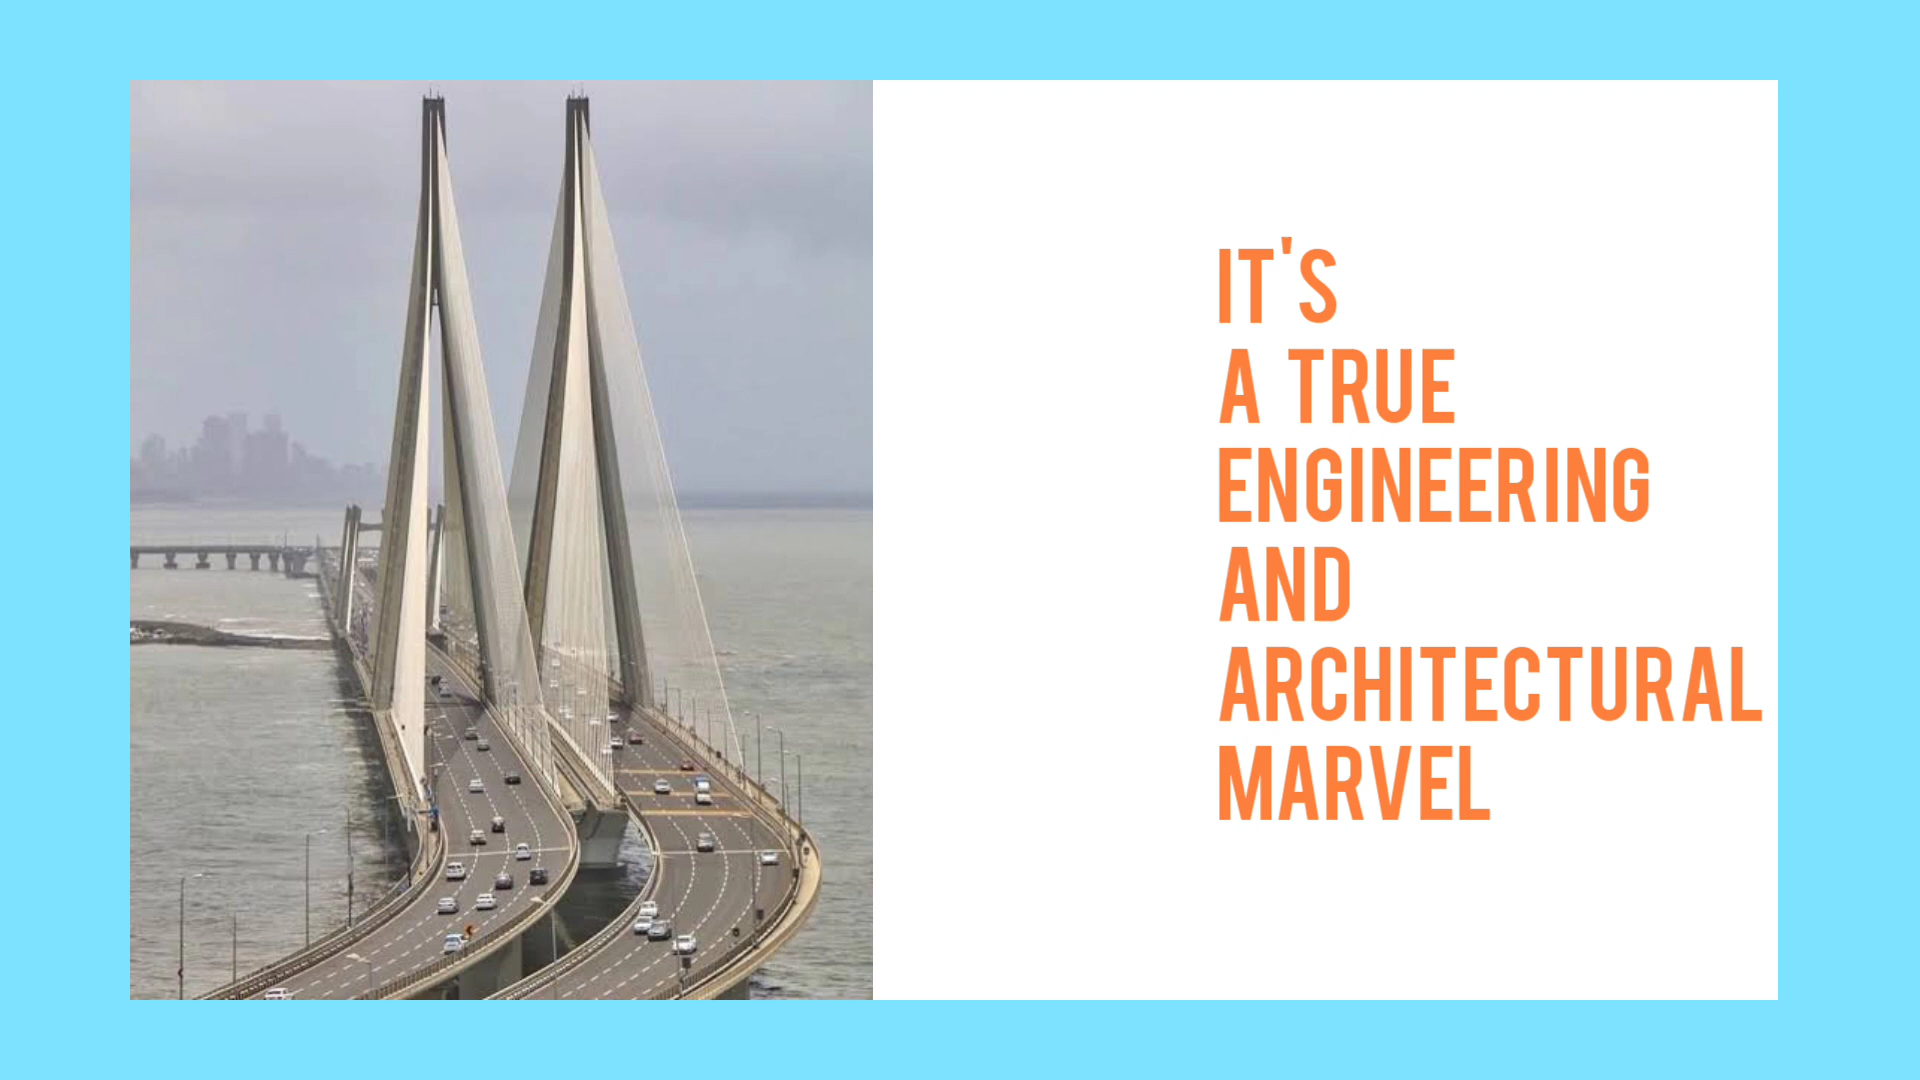 IT'S
A TRUE
ENGINEERING
AND
ARCHITECTURAL
MARVEL